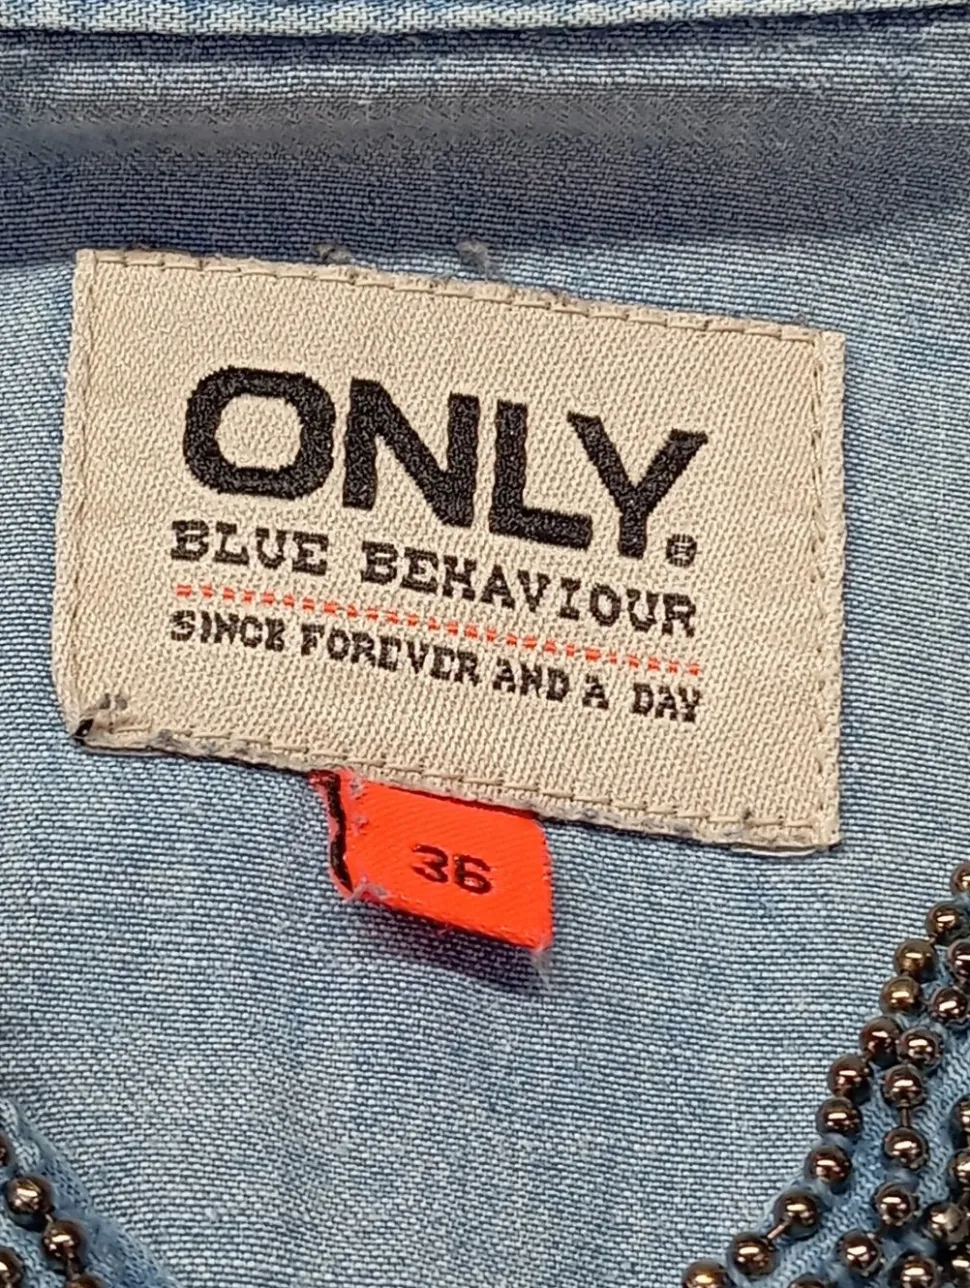 ONLY®
BLUE BEHAVIOUR
SINCE FOREVER AND A DAY
36